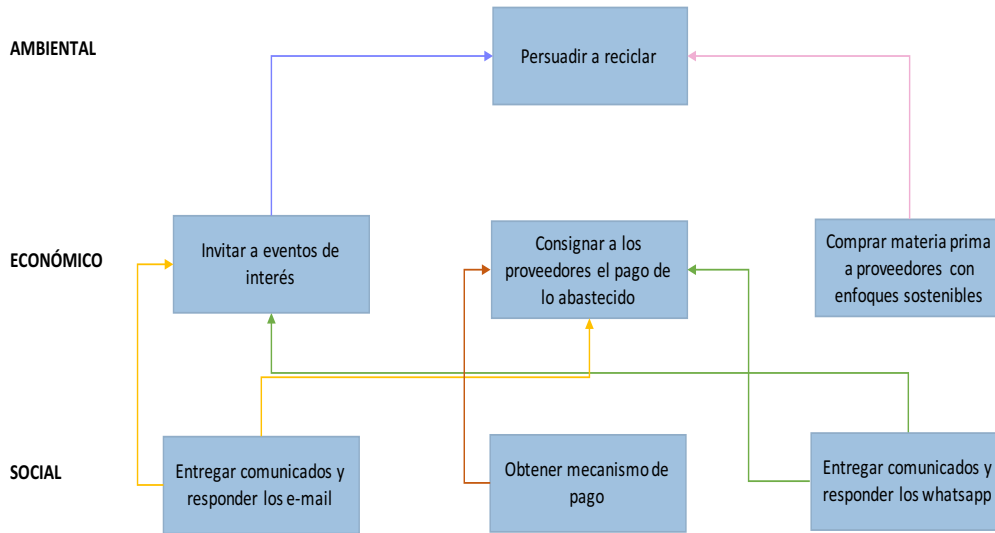 AMBIENTAL
Persuadir a reciclar
ECONÓMICO
Invitar a eventos de
interés
Consignar a los
proveedores el pago de
lo abastecido
Comprar materia prima
a proveedores con
enfoques sostenibles
SOCIAL
Entregar comunicados y
responder los e-mail
Obtener mecanismo de
pago
Entregar comunicados y
responder los whatsapp